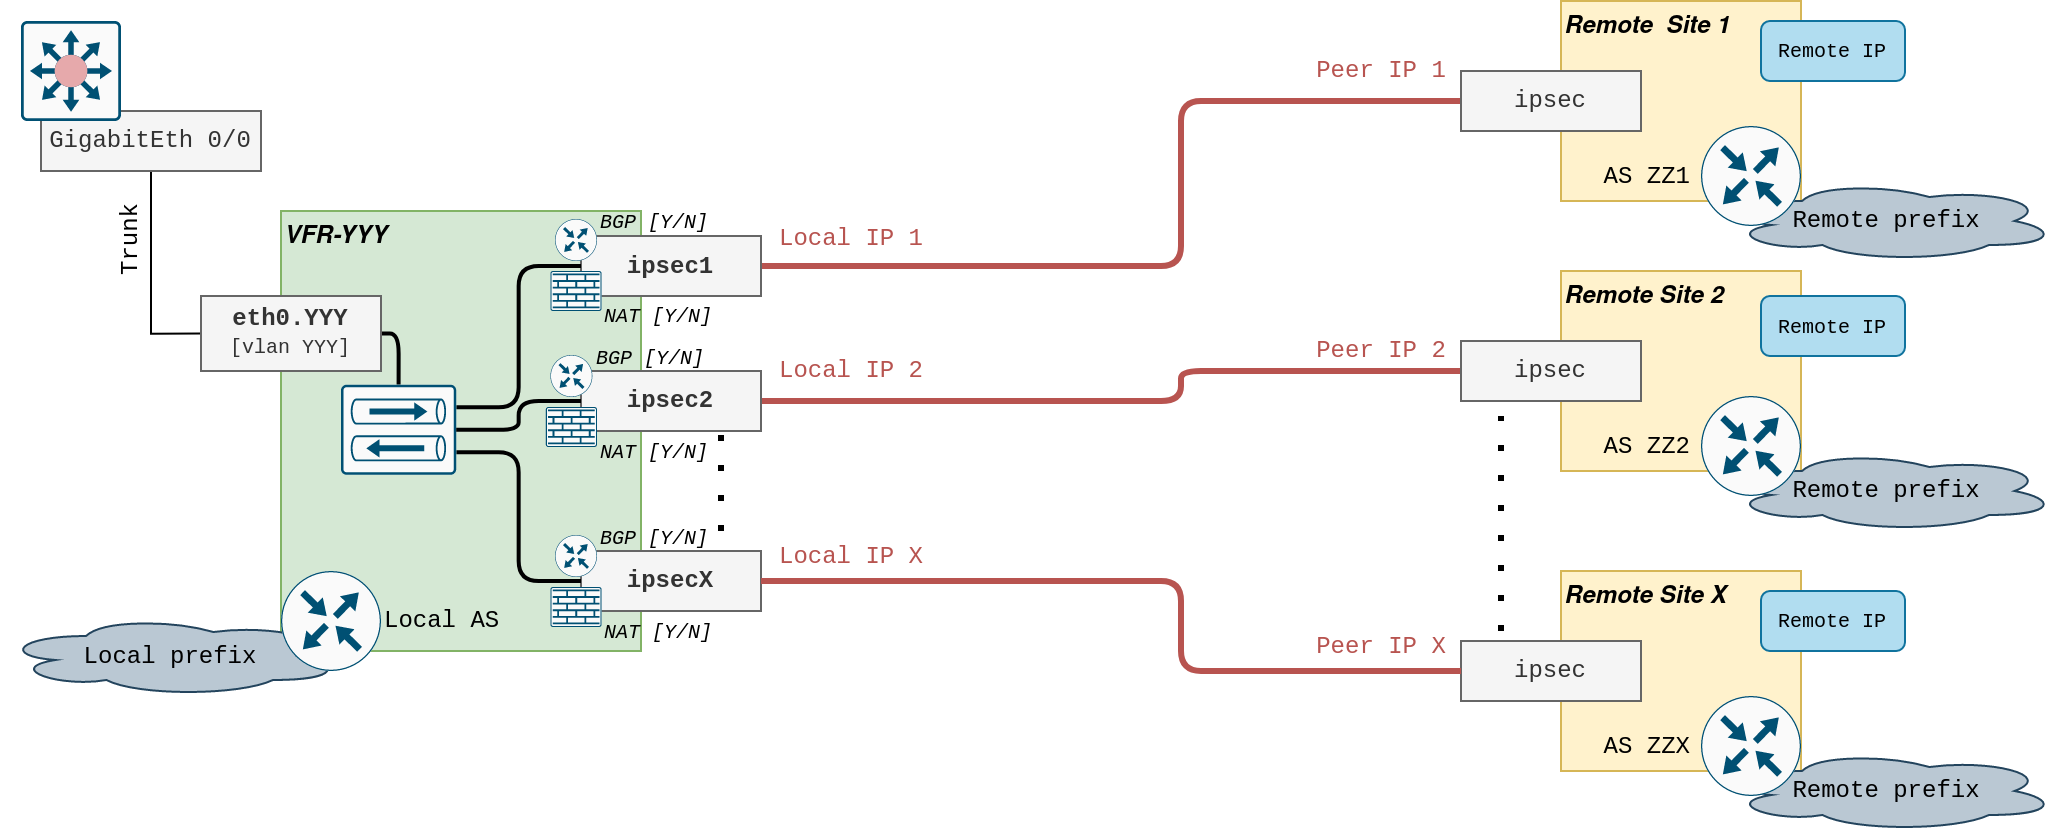 GigabitEth 0/0
Trunk
VFR-YYY
eth0.YYY
[vlan YYY]
BGP [Y/N]
ipsec1
NAT [Y/N]
BGP [Y/N]
ipsec2
NAT [Y/N]
BGP [Y/N]
ipsecX
NAT [Y/N]
Local AS
Local prefix
Local IP 1
Local IP 2
Local IP X
Peer IP 1
Peer IP 2
Peer IP X
Remote Site 1
Remote IP
ipsec
AS ZZ1
Remote prefix
Remote Site 2
Remote IP
ipsec
AS ZZ2
Remote prefix
Remote Site X
Remote IP
ipsec
AS ZZX
Remote prefix